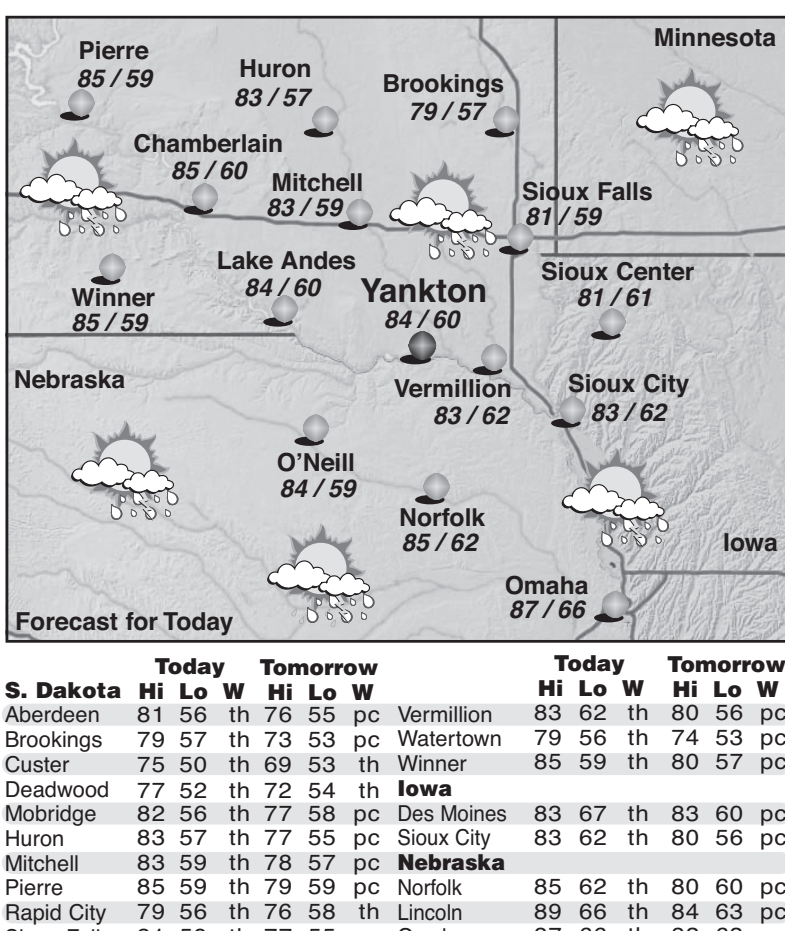 Minnesota
Pierre
85 / 59
Huron
83 / 57
Brookings
79 / 57
Chamberlain
85 / 60
Mitchell
83 / 59
Sioux Falls
81 / 59
Lake Andes
84 / 60
Yankton
84 / 60
Sioux Center
81 / 61
Winner
85 / 59
Nebraska
Vermillion
83 / 62
Sioux City
83 / 62
O'Neill
84 / 59
Norfolk
85 / 62
Iowa
Omaha
87 / 66
Forecast for Today
Today Tomorrow
S. Dakota Hi Lo W Hi Lo W
Aberdeen 81 56 th 76 55 pc
Brookings 79 57 th 73 53 pc
Custer 75 50 th 69 53 th
Deadwood 77 52 th 72 54 th
Mobridge 82 56 th 77 58 pc
Huron 83 57 th 77 55 pc
Mitchell 83 59 th 78 57 pc
Pierre 85 59 th 79 59 pc
Rapid City 79 56 th 76 58 th
Today Tomorrow
Hi Lo W Hi Lo W
Vermillion 83 62 th 80 56 pc
Watertown 79 56 th 74 53 pc
Winner 85 59 th 80 57 pc
Iowa
Des Moines 83 67 th 83 60 pc
Sioux City 83 62 th 80 56 pc
Nebraska
Norfolk 85 62 th 80 60 pc
Lincoln 89 66 th 84 63 pc